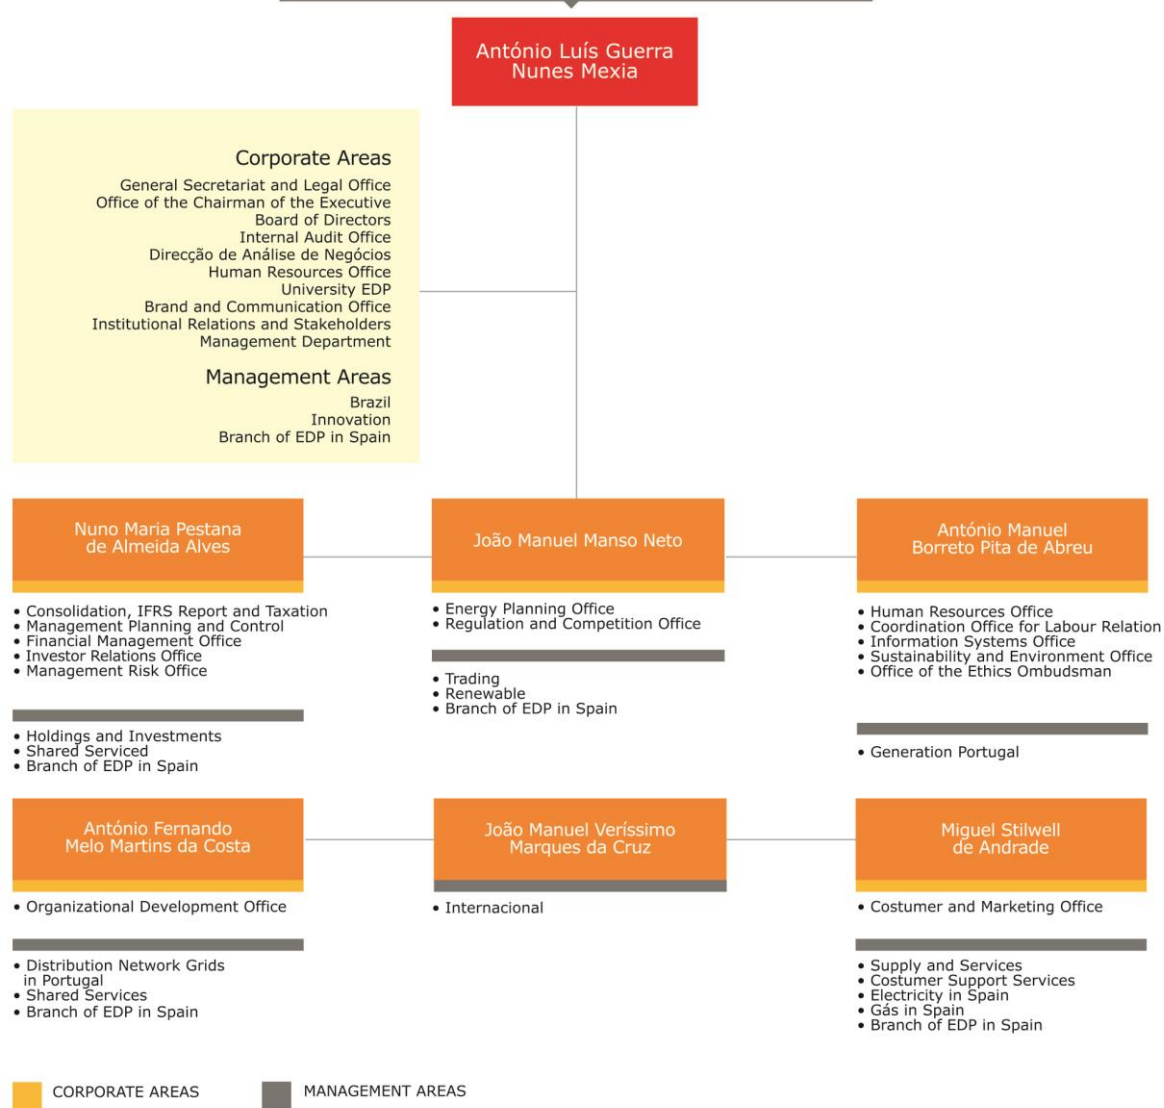 António Luís Guerra
Nunes Mexia
Corporate Areas
General Secretariat and Legal Office
Office of the Chairman of the Executive
Board of Directors
Internal Audit Office
Direcção de Análise de Negócios
Human Resources Office
University EDP
Brand and Communication Office
Institutional Relations and Stakeholders
Management Department
Management Areas
Brazil
Innovation
Branch of EDP in Spain
Nuno Maria Pestana
de Almeida Alves
• Consolidation, IFRS Report and Taxation
• Management Planning and Control
• Financial Management Office
• Investor Relations Office
• Management Risk Office
• Holdings and Investments
• Shared Serviced
• Branch of EDP in Spain
João Manuel Manso Neto
• Energy Planning Office
• Regulation and Competition Office
• Trading
• Renewable
• Branch of EDP in Spain
António Manuel
Borreto Pita de Abreu
• Human Resources Office
• Coordination Office for Labour Relation
• Information Systems Office
• Sustainability and Environment Office
• Office of the Ethics Ombudsman
• Generation Portugal
António Fernando
Melo Martins da Costa
• Organizational Development Office
• Distribution Network Grids
in Portugal
• Shared Services
• Branch of EDP in Spain
João Manuel Veríssimo
Marques da Cruz
• Internacional
Miguel Stilwell
de Andrade
• Costumer and Marketing Office
• Supply and Services
• Costumer Support Services
• Electricity in Spain
• Gás in Spain
• Branch of EDP in Spain
CORPORATE AREAS
MANAGEMENT AREAS